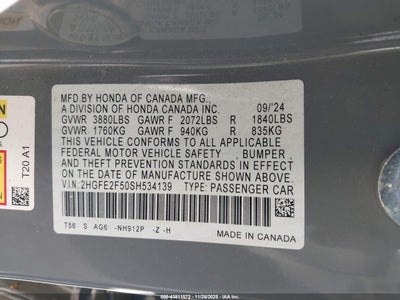 MFD.BY HONDA OF CANADA MFG.,
A DIVISION OF HONDA CANADA INC. 09/'24
GVWR 3880LBS GAWR F 2072LBS R 1840LBS
GVWR 1760KG GAWR F 940KG R 835KG
THIS VEHICLE CONFORMS TO ALL APPLICABLE
FEDERAL MOTOR VEHICLE SAFETY, BUMPER,
AND THEFT PREVENTION STANDARDS IN EFFECT
ON THE DATE OF MANUFACTURE SHOWN ABOVE.
V.I.N: 2HGFE2F50SH534139 TYPE: PASSENGER CAR
T56 S AG6 -NH912P -Z -H
MADE IN CANADA
T20 A1